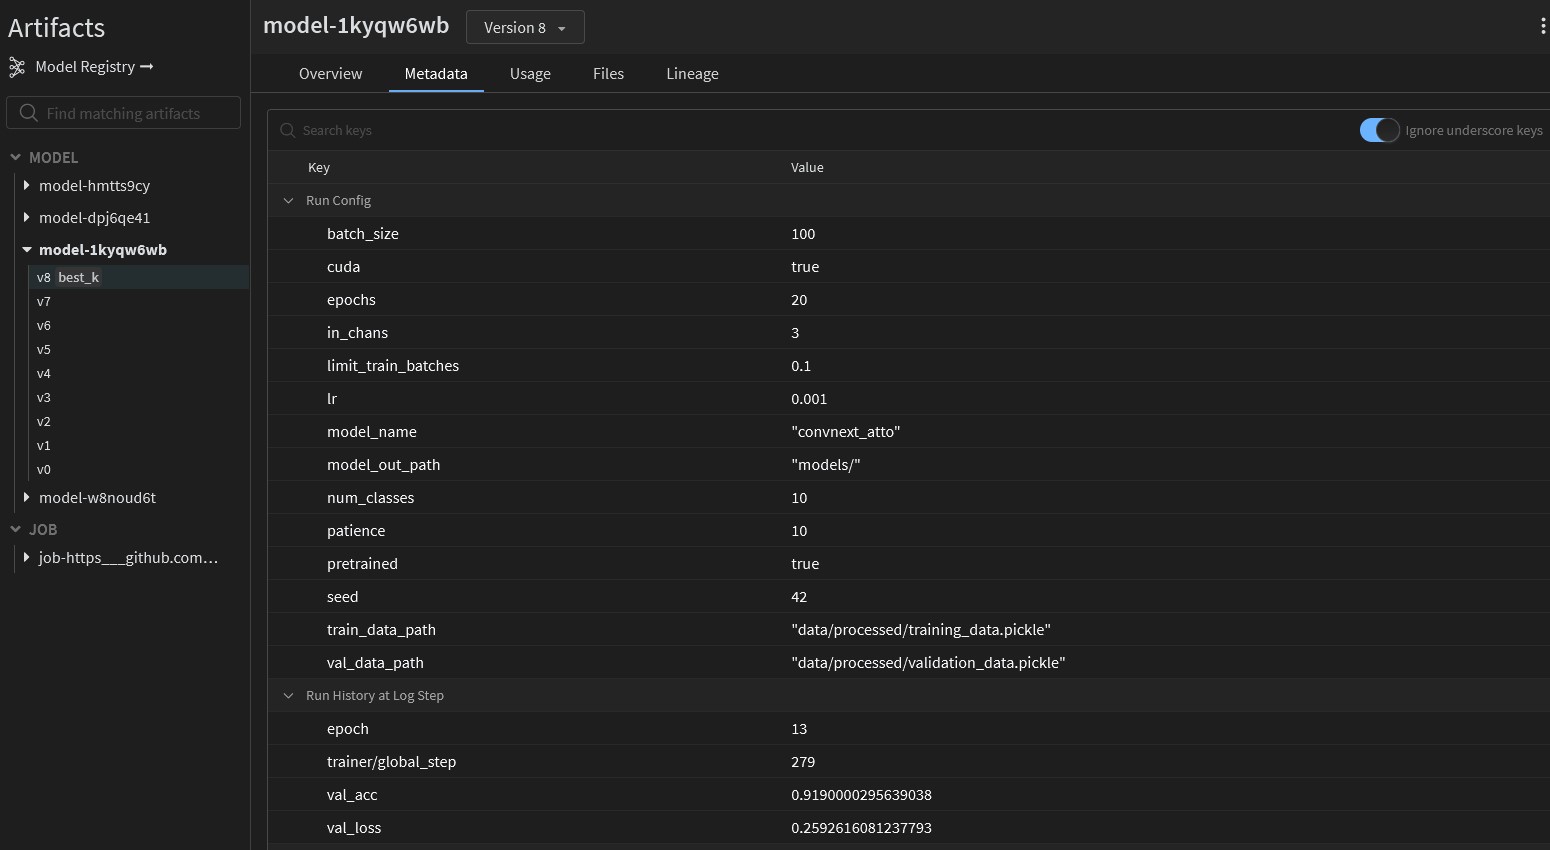 Artifacts
Model Registry
Find matching artifacts
MODEL
model-hmtts9cy
model-dpj6qe41
model-1kyqw6wb
v8 best_k
v7
v6
v5
v4
v3
v2
v1
v0
model-w8noud6t
JOB
job-https___github.com...
model-1kyqw6wb Version 8
Overview Metadata Usage Files Lineage
Search keys Ignore underscore keys
Key Value
Run Config
batch_size 100
cuda true
epochs 20
in_chans 3
limit_train_batches 0.1
lr 0.001
model_name "convnext_atto"
model_out_path "models/"
num_classes 10
patience 10
pretrained true
seed 42
train_data_path "data/processed/training_data.pickle"
val_data_path "data/processed/validation_data.pickle"
Run History at Log Step
epoch 13
trainer/global_step 279
val_acc 0.9190000295639038
val_loss 0.2592616081237793